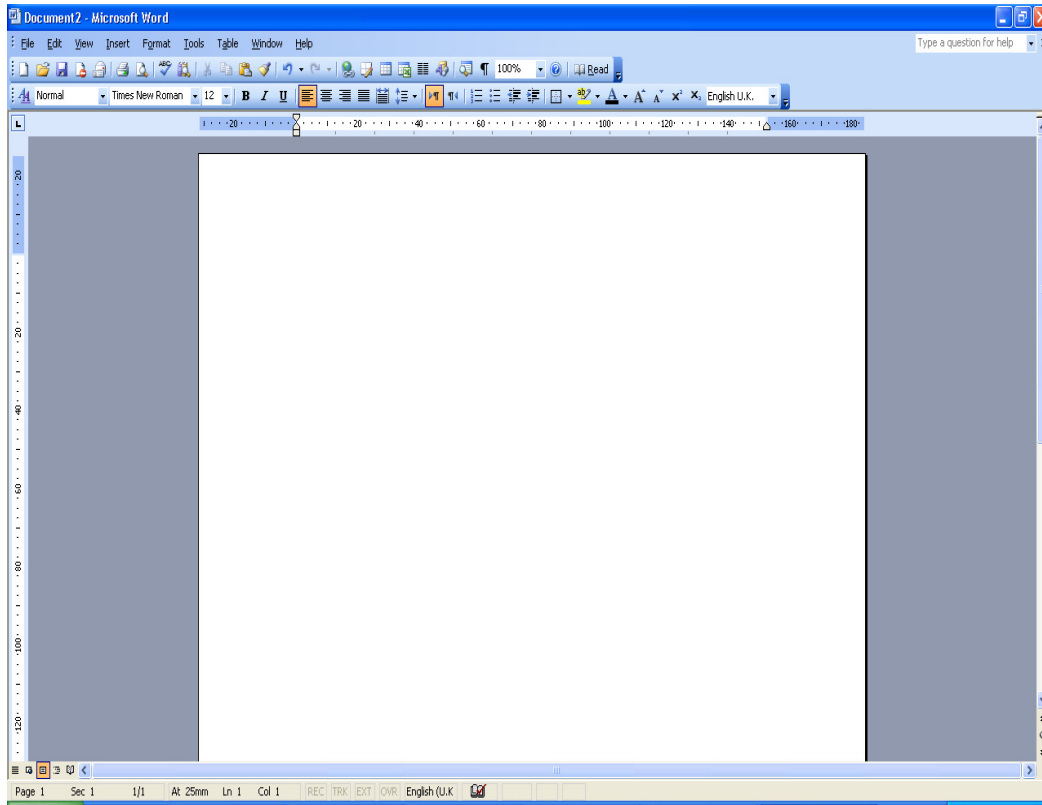 Document2 - Microsoft Word
File Edit View Insert Format Tools Table Window Help Type a question for help
100% Read
Normal Times New Roman 12 B I U English U.K.
20 20 40 60 80 100 120 140 160 180
20
20
40
60
80
100
120
Page 1 Sec 1 1/1 At 25mm Ln 1 Col 1 REC TRK EXT OVR English (U.K